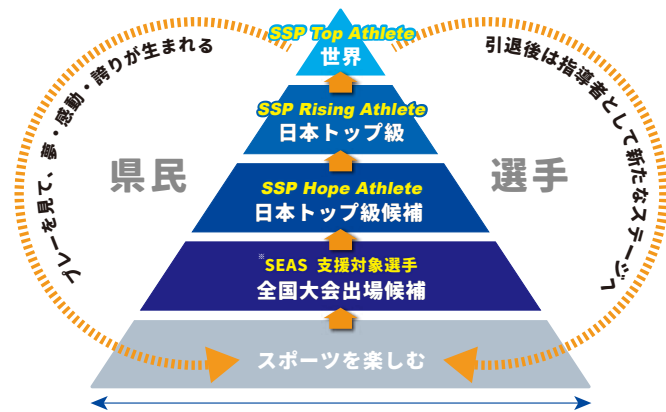 SSP Top Athlete
世界
SSP Rising Athlete
日本トップ級
SSP Hope Athlete
日本トップ級候補
※SEAS 支援対象選手
全国大会出場候補
スポーツを楽しむ
県民
選手
プレーを見て、夢・感動・誇りが生まれる
引退後は指導者として新たなステージへ